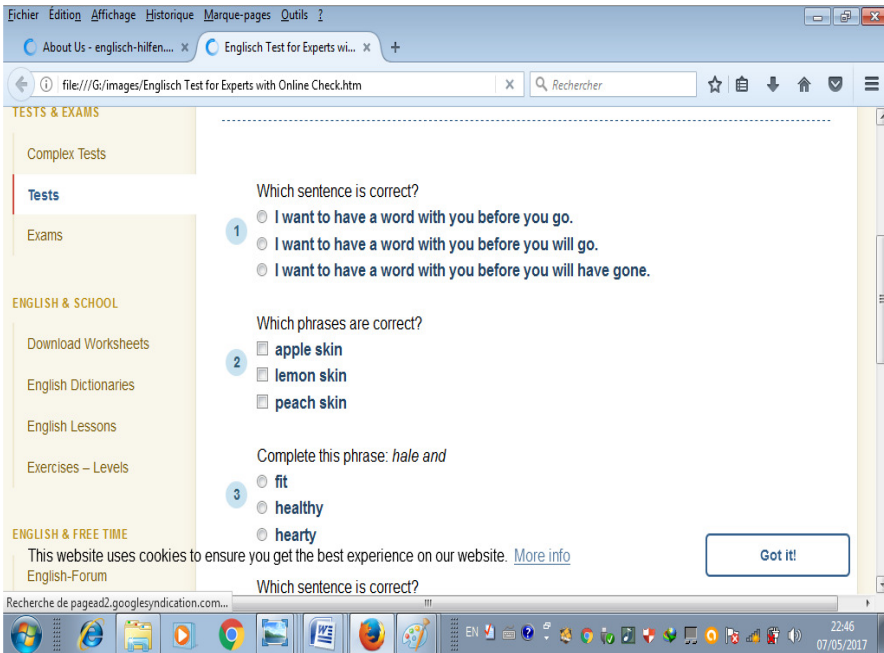 Fichier Édition Affichage Historique Marque-pages Outils ?
About Us - englisch-hilfen.... × Englisch Test for Experts wi... × +
file:///G:/images/Englisch Test for Experts with Online Check.htm × Rechercher
TESTS & EXAMS
Complex Tests
Tests
Exams
ENGLISH & SCHOOL
Download Worksheets
English Dictionaries
English Lessons
Exercises – Levels
ENGLISH & FREE TIME
English-Forum
Which sentence is correct?
1
I want to have a word with you before you go.
I want to have a word with you before you will go.
I want to have a word with you before you will have gone.
Which phrases are correct?
2
apple skin
lemon skin
peach skin
Complete this phrase: hale and
3
fit
healthy
hearty
Which sentence is correct?
This website uses cookies to ensure you get the best experience on our website. More info
Got it!
Recherche de pagead2.googlesyndication.com...
EN
22:46
07/05/2017